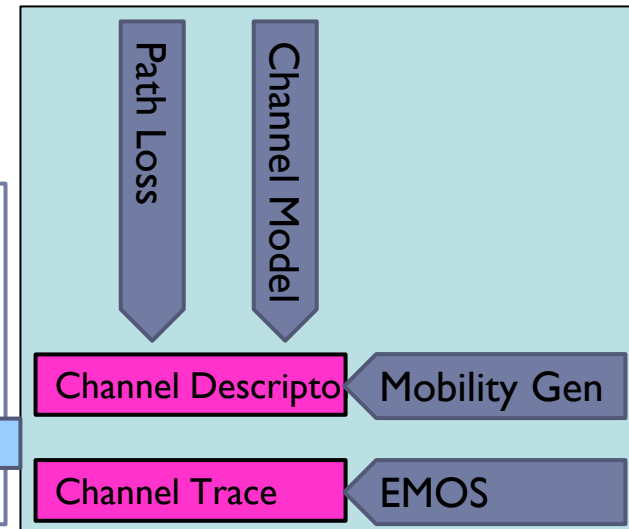 Path Loss
Channel Model
Channel Descripto
Mobility Gen
Channel Trace
EMOS